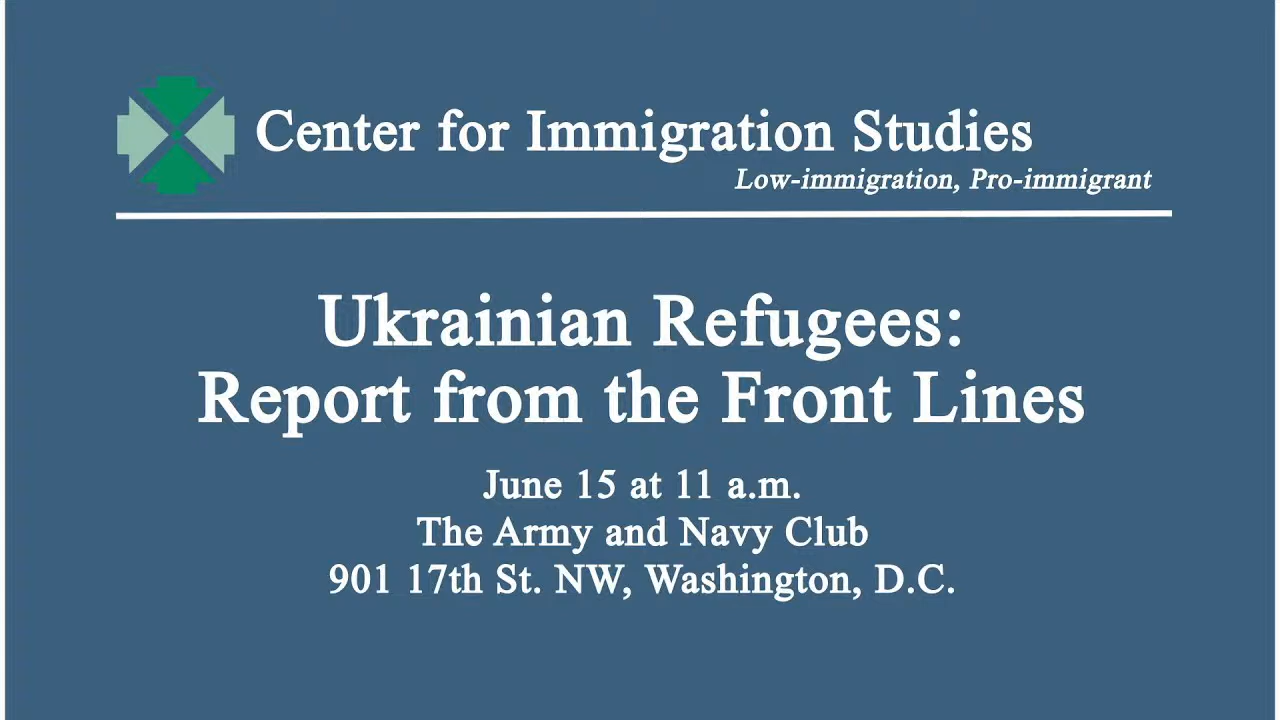 Center for Immigration Studies
Low-immigration, Pro-immigrant
Ukrainian Refugees:
Report from the Front Lines
June 15 at 11 a.m.
The Army and Navy Club
901 17th St. NW, Washington, D.C.